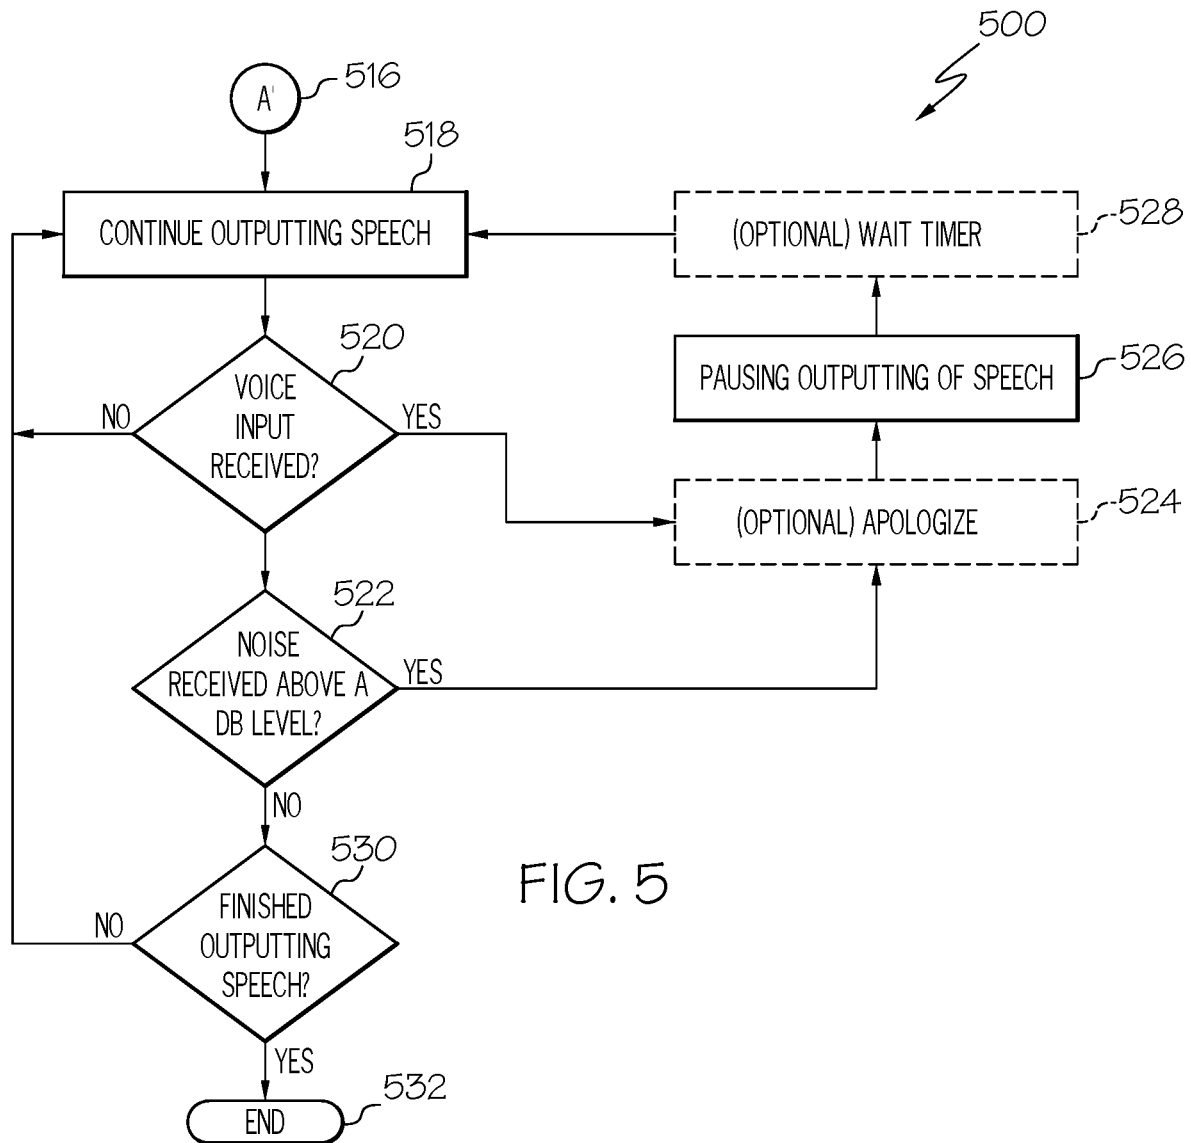 500
A'
516
518
CONTINUE OUTPUTTING SPEECH
(OPTIONAL) WAIT TIMER
528
520
VOICE
INPUT
RECEIVED?
NO
YES
PAUSING OUTPUTTING OF SPEECH
526
(OPTIONAL) APOLOGIZE
524
522
NOISE
RECEIVED ABOVE A
DB LEVEL?
YES
NO
530
FINISHED
OUTPUTTING
SPEECH?
NO
YES
FIG. 5
END
532